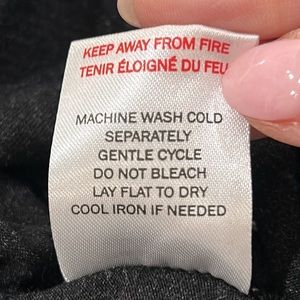 KEEP AWAY FROM FIRE
TENIR ÉLOIGNÉ DU FEU
MACHINE WASH COLD
SEPARATELY
GENTLE CYCLE
DO NOT BLEACH
LAY FLAT TO DRY
COOL IRON IF NEEDED